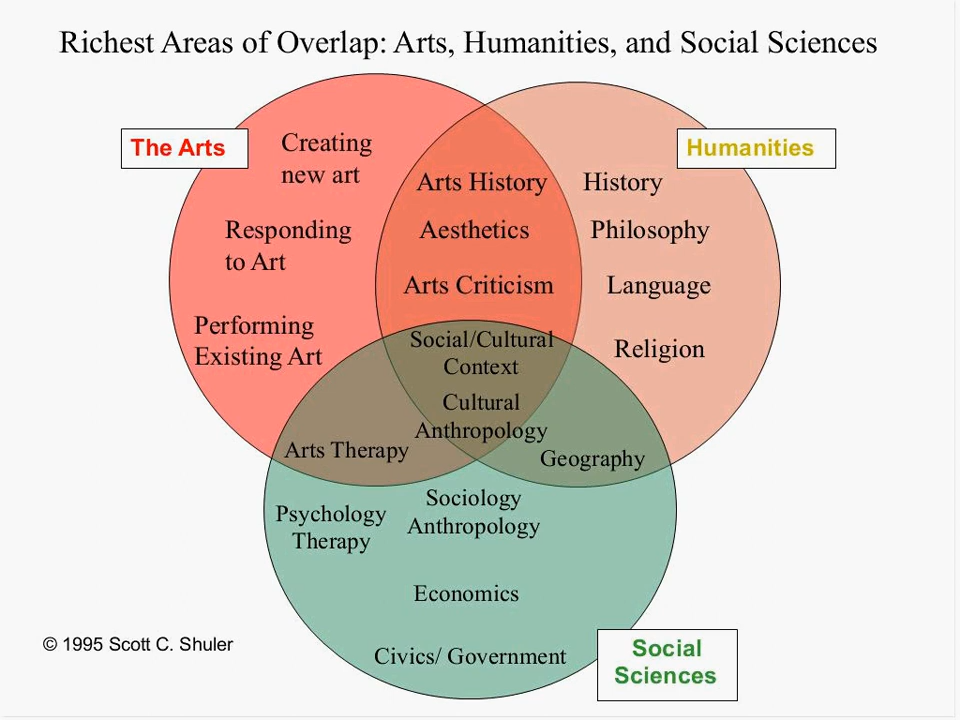 Richest Areas of Overlap: Arts, Humanities, and Social Sciences
The Arts
Humanities
Creating
new art
Arts History
History
Responding
to Art
Aesthetics
Philosophy
Arts Criticism
Language
Performing
Existing Art
Social/Cultural
Context
Religion
Cultural
Anthropology
Arts Therapy
Geography
Psychology
Therapy
Sociology
Anthropology
Economics
Civics/ Government
© 1995 Scott C. Shuler
Social
Sciences